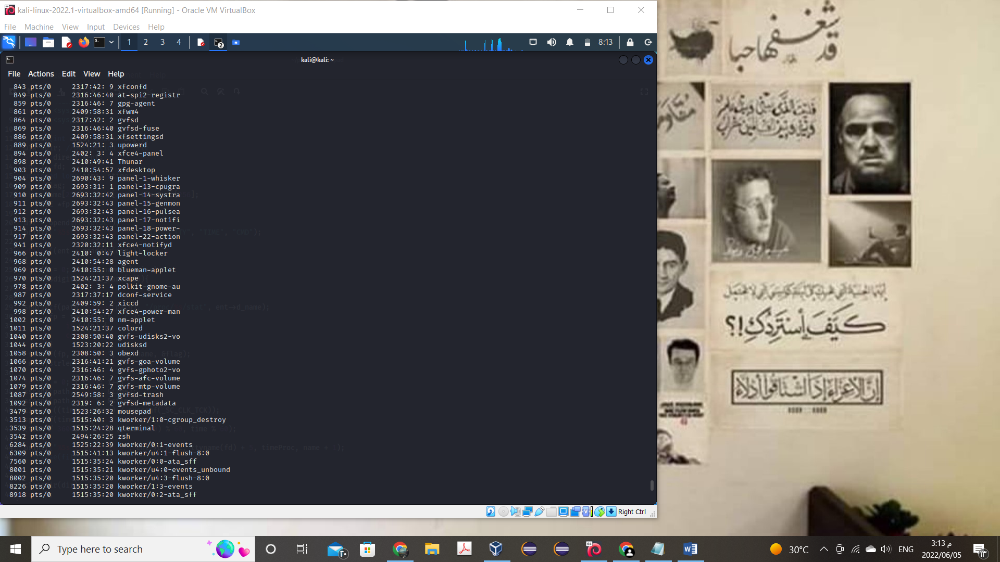 kali-linux-2022.1-virtualbox-amd64 [Running] - Oracle VM VirtualBox
File Machine View Input Devices Help
1 2 3 4 2 8:13
kali@kali: ~
File Actions Edit View Help
843 pts/0 2317:42: 9 xfconfd
849 pts/0 2316:46:40 at-spi2-registr
859 pts/0 2316:46: 7 gpg-agent
861 pts/0 2409:58:31 xfwm4
864 pts/0 2317:42: 2 gvfsd
869 pts/0 2316:46:40 gvfsd-fuse
886 pts/0 2409:58:31 xfsettingsd
889 pts/0 1524:21: 3 upowerd
894 pts/0 2402: 3: 4 xfce4-panel
898 pts/0 2410:49:41 Thunar
903 pts/0 2410:54:57 xfdesktop
904 pts/0 2690:43: 9 panel-1-whisker
909 pts/0 2693:31: 1 panel-13-cpugra
910 pts/0 2693:32:42 panel-14-systra
911 pts/0 2693:32:43 panel-15-genmon
912 pts/0 2693:32:43 panel-16-pulsea
913 pts/0 2693:32:43 panel-17-notifi
914 pts/0 2693:32:43 panel-18-power-
917 pts/0 2693:32:43 panel-22-action
941 pts/0 2320:32:11 xfce4-notifyd
966 pts/0 2410: 0:47 light-locker
968 pts/0 2410:54:28 agent
969 pts/0 2410:55: 0 blueman-applet
970 pts/0 1524:21:37 xcape
978 pts/0 2402: 3: 4 polkit-gnome-au
987 pts/0 2317:37:17 dconf-service
992 pts/0 2409:59: 2 xiccd
998 pts/0 2410:54:27 xfce4-power-man
1002 pts/0 2410:55: 0 nm-applet
1011 pts/0 1524:21:37 colord
1040 pts/0 2308:50:40 gvfs-udisks2-vo
1044 pts/0 1523:20:22 udisksd
1058 pts/0 2308:50: 3 obexd
1066 pts/0 2316:41:21 gvfs-goa-volume
1070 pts/0 2316:46: 4 gvfs-gphoto2-vo
1074 pts/0 2316:46: 7 gvfs-afc-volume
1079 pts/0 2316:46: 7 gvfs-mtp-volume
1087 pts/0 2549:58: 3 gvfsd-trash
1092 pts/0 2319: 6: 2 gvfsd-metadata
3479 pts/0 1523:26:32 mousepad
3513 pts/0 1515:40: 3 kworker/1:0-cgroup_destroy
3539 pts/0 1515:24:28 qterminal
3542 pts/0 2494:26:25 zsh
6284 pts/0 1525:22:39 kworker/0:1-events
6309 pts/0 1515:41:13 kworker/u4:1-flush-8:0
7560 pts/0 1515:35:24 kworker/0:0-ata_sff
8001 pts/0 1515:35:21 kworker/u4:0-events_unbound
8002 pts/0 1515:35:20 kworker/u4:3-flush-8:0
8226 pts/0 1515:35:20 kworker/1:3-events
8918 pts/0 1515:35:20 kworker/0:2-ata_sff
Right Ctrl
قد شغفها حبا
كيف أستردك!؟
إن الأعزاء إذا اشتاقوا أذلاء
Type here to search
30°C
ENG
3:13 م
2022/06/05